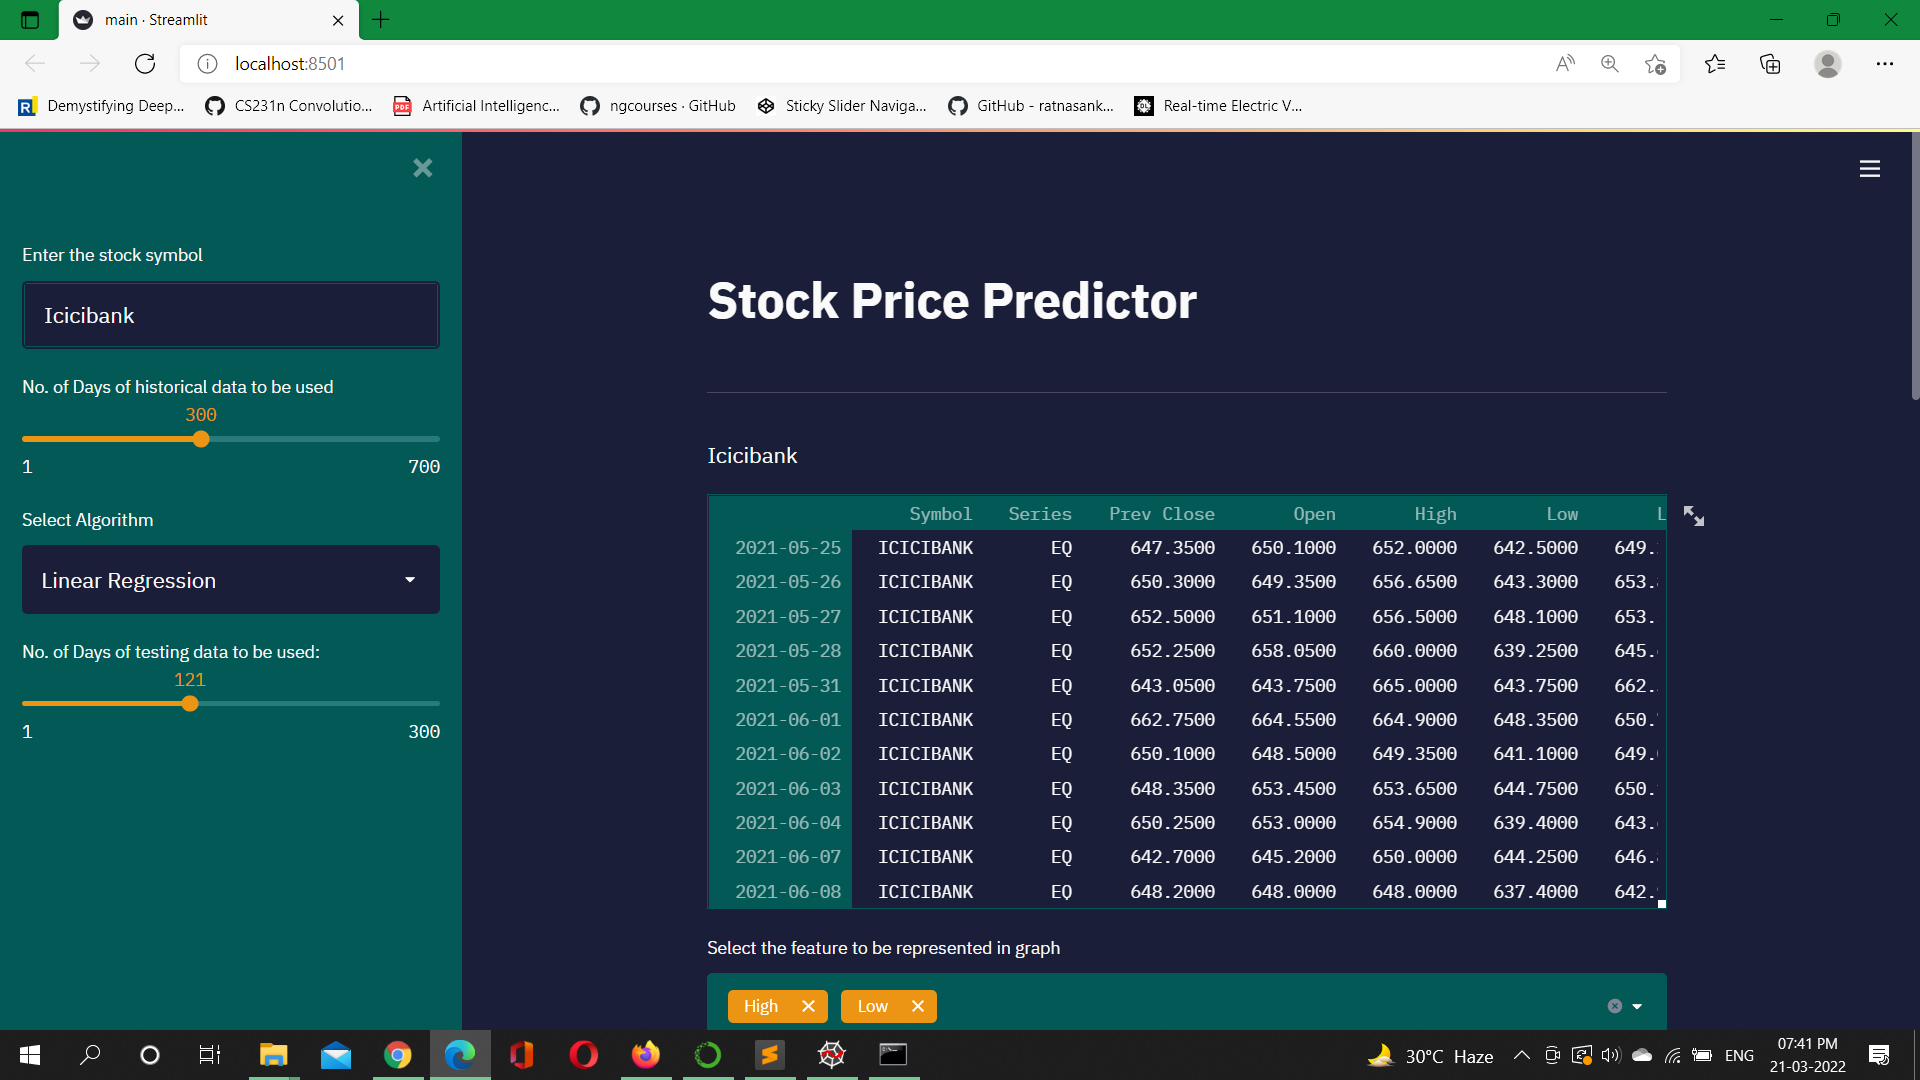 main · Streamlit
localhost:8501
Demystifying Deep...
CS231n Convolutio...
Artificial Intelligenc...
ngcourses · GitHub
Sticky Slider Naviga...
GitHub - ratnasank...
Real-time Electric V...
Enter the stock symbol
Icicibank
No. of Days of historical data to be used
300
1 700
Select Algorithm
Linear Regression
No. of Days of testing data to be used:
121
1 300
Stock Price Predictor
Icicibank
Symbol Series Prev Close Open High Low
2021-05-25 ICICIBANK EQ 647.3500 650.1000 652.0000 642.5000 649.
2021-05-26 ICICIBANK EQ 650.3000 649.3500 656.6500 643.3000 653.
2021-05-27 ICICIBANK EQ 652.5000 651.1000 656.5000 648.1000 653.
2021-05-28 ICICIBANK EQ 652.2500 658.0500 660.0000 639.2500 645.
2021-05-31 ICICIBANK EQ 643.0500 643.7500 665.0000 643.7500 662.
2021-06-01 ICICIBANK EQ 662.7500 664.5500 664.9000 648.3500 650.
2021-06-02 ICICIBANK EQ 650.1000 648.5000 649.3500 641.1000 649.
2021-06-03 ICICIBANK EQ 648.3500 653.4500 653.6500 644.7500 650.
2021-06-04 ICICIBANK EQ 650.2500 653.0000 654.9000 639.4000 643.
2021-06-07 ICICIBANK EQ 642.7000 645.2000 650.0000 644.2500 646.
2021-06-08 ICICIBANK EQ 648.2000 648.0000 648.0000 637.4000 642.
Select the feature to be represented in graph
High
Low
30°C Haze
ENG
07:41 PM
21-03-2022